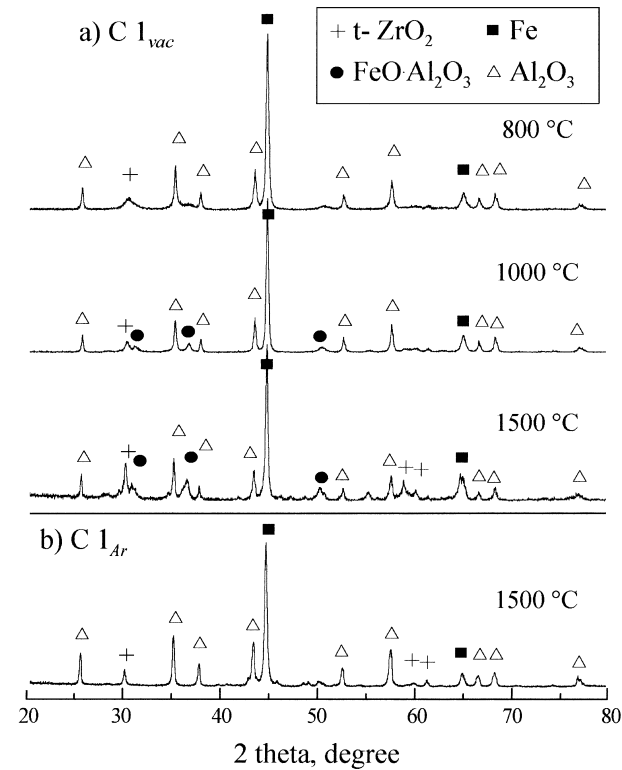 a) C 1vac
+ t- ZrO2 ■ Fe
● FeO·Al2O3 △ Al2O3
800 °C
1000 °C
1500 °C
b) C 1Ar
1500 °C
20 30 40 50 60 70 80
2 theta, degree